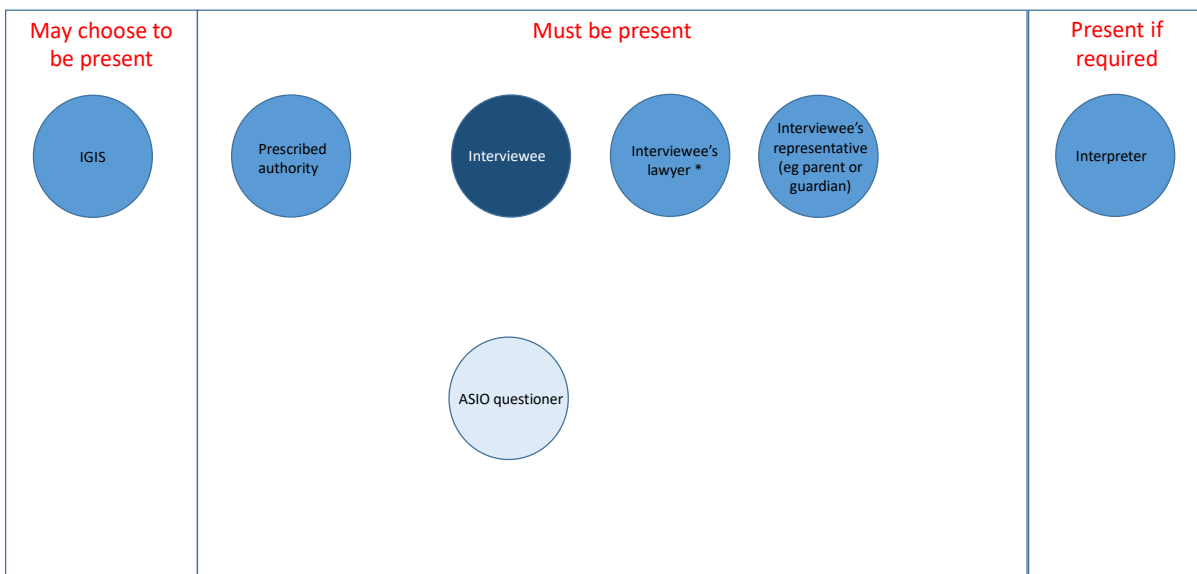 May choose to
be present
Must be present
Present if
required
IGIS
Prescribed
authority
Interviewee
Interviewee’s
lawyer *
Interviewee’s
representative
(eg parent or
guardian)
Interpreter
ASIO questioner